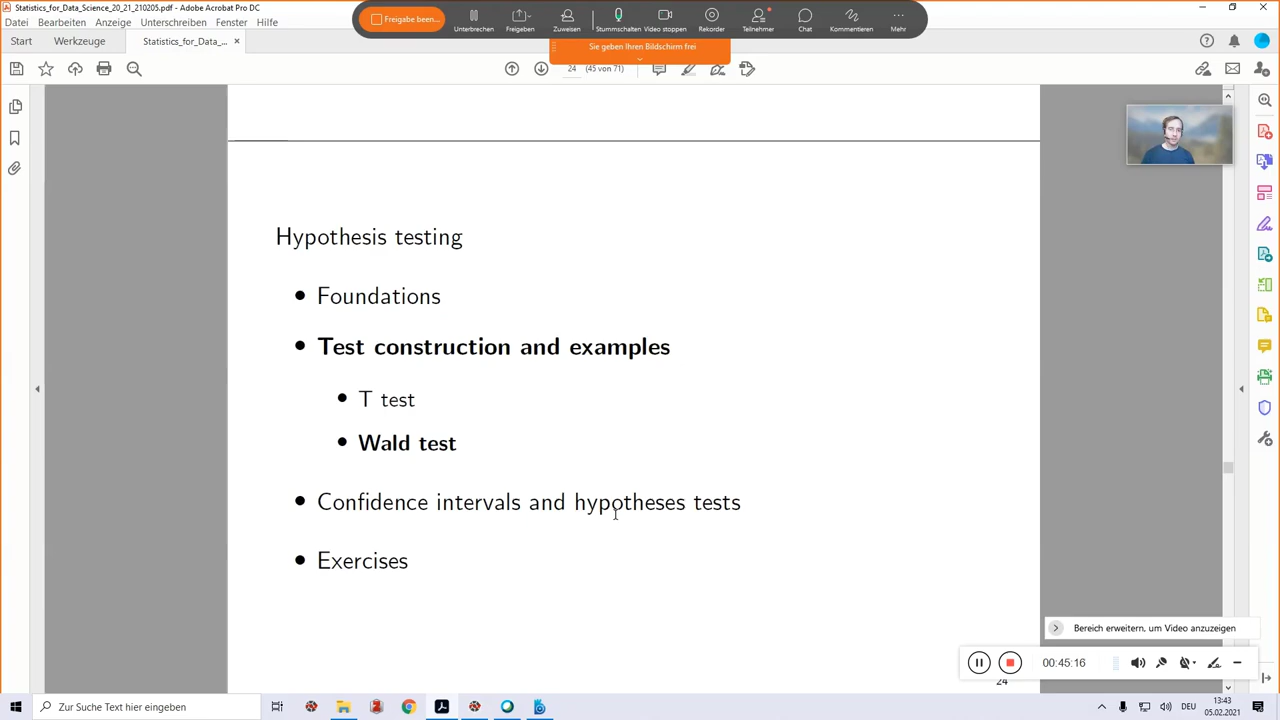 Statistics_for_Data_Science_20_21_210205.pdf - Adobe Acrobat Pro DC
Datei Bearbeiten Anzeige Unterschreiben Fenster Hilfe
Freigabe been...
Unterbrechen
Freigeben
Zuweisen
Stummschalten
Video stoppen
Rekorder
Teilnehmer
Chat
Kommentieren
Mehr
Sie geben Ihren Bildschirm frei
Start
Werkzeuge
Statistics_for_Data_...
24 (45 von 71)
Hypothesis testing
• Foundations
• Test construction and examples
• T test
• Wald test
• Confidence intervals and hypotheses tests
• Exercises
Bereich erweitern, um Video anzuzeigen
00:45:16
24
Zur Suche Text hier eingeben
DEU
13:43
05.02.2021